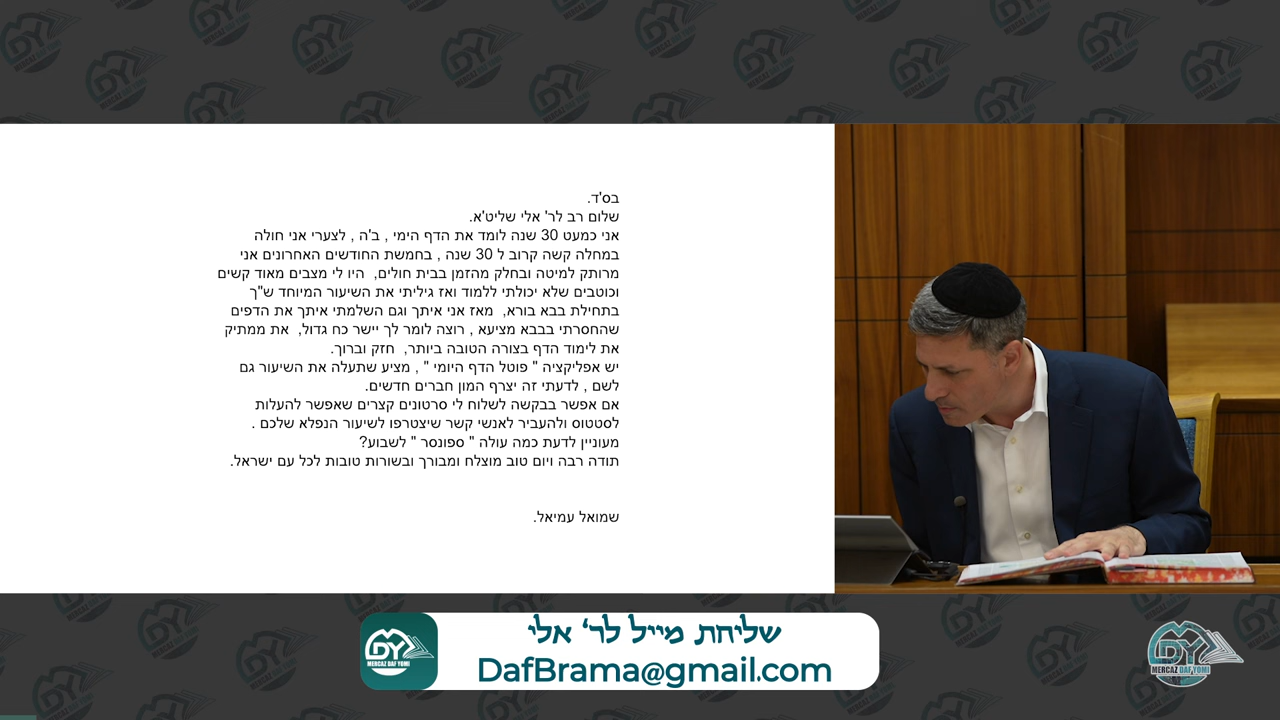 בס'ד.
שלום רב לר' אלי שליט'א.
אני כמעט 30 שנה לומד את הדף הימי , ב'ה , לצערי אני חולה
במחלה קשה קרוב ל 30 שנה , בחמשת החודשים האחרונים אני
מרותק למיטה ובחלק מהזמן בבית חולים, היו לי מצבים מאוד קשים
וכוטבים שלא יכולתי ללמוד ואז גיליתי את השיעור המיוחד ש"ך
בתחילת בבא בורא, מאז אני איתך וגם השלמתי איתך את הדפים
שהחסרתי בבבא מציעא , רוצה לומר לך יישר כח גדול, את ממתיק
את לימוד הדף בצורה הטובה ביותר, חזק וברוך.
יש אפליקציה " פוטל הדף היומי " , מציע שתעלה את השיעור גם
לשם , לדעתי זה יצרף המון חברים חדשים.
אם אפשר בבקשה לשלוח לי סרטונים קצרים שאפשר להעלות
לסטטוס ולהעביר לאנשי קשר שיצטרפו לשיעור הנפלא שלכם .
מעוניין לדעת כמה עולה " ספונסר " לשבוע?
תודה רבה ויום טוב מוצלח ומבורך ובשורות טובות לכל עם ישראל.
שמואל עמיאל.
שליחת מייל לר' אלי
DafBrama@gmail.com
DY
MERCAZ DAF YOMI
DY
MERCAZ DAF YOMI